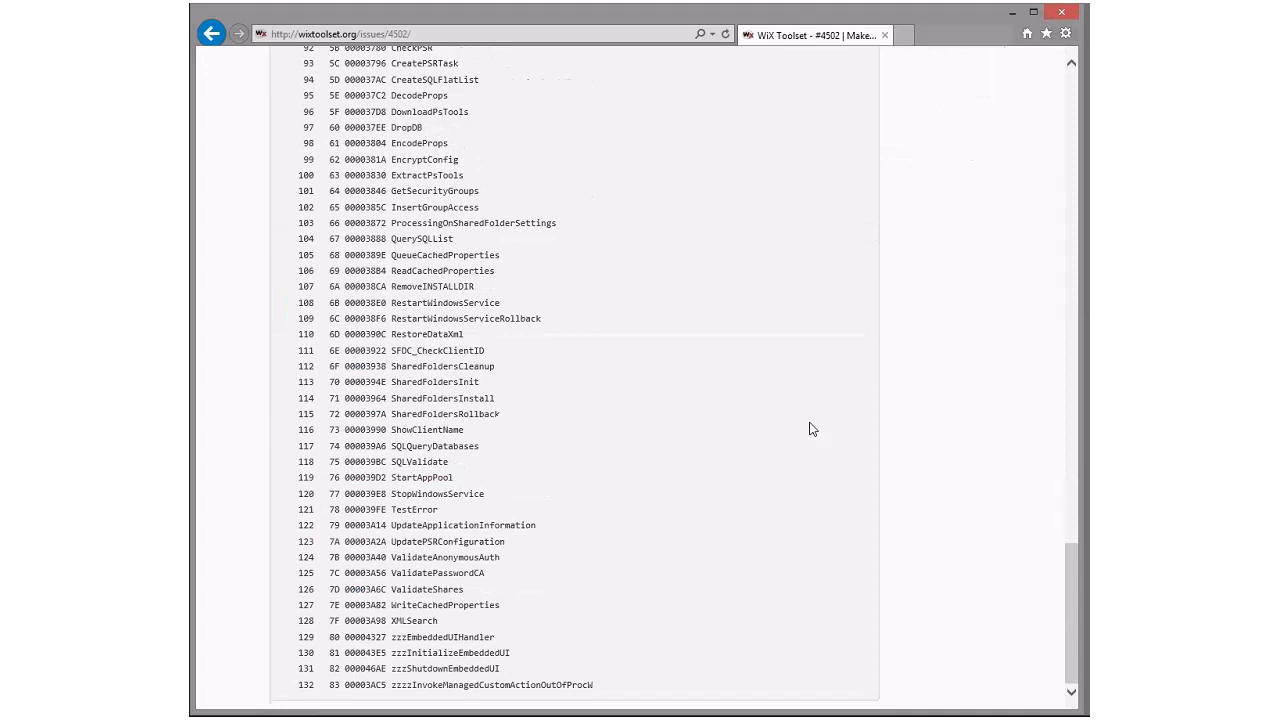 http://wixtoolset.org/issues/4502/
WiX Toolset - #4502 | Make...
92 5B 00003780 CheckPSR
93 5C 00003796 CreatePSRTask
94 5D 000037AC CreateSQLFlatList
95 5E 000037C2 DecodeProps
96 5F 000037D8 DownloadPsTools
97 60 000037EE DropDB
98 61 00003804 EncodeProps
99 62 0000381A EncryptConfig
100 63 00003830 ExtractPsTools
101 64 00003846 GetSecurityGroups
102 65 0000385C InsertGroupAccess
103 66 00003872 ProcessingOnSharedFolderSettings
104 67 00003888 QuerySQLList
105 68 0000389E QueueCachedProperties
106 69 000038B4 ReadCachedProperties
107 6A 000038CA RemoveINSTALLDIR
108 6B 000038E0 RestartWindowsService
109 6C 000038F6 RestartWindowsServiceRollback
110 6D 0000390C RestoreDataXml
111 6E 00003922 SFDC_CheckClientID
112 6F 00003938 SharedFoldersCleanup
113 70 0000394E SharedFoldersInit
114 71 00003964 SharedFoldersInstall
115 72 0000397A SharedFoldersRollback
116 73 00003990 ShowClientName
117 74 000039A6 SQLQueryDatabases
118 75 000039BC SQLValidate
119 76 000039D2 StartAppPool
120 77 000039E8 StopWindowsService
121 78 000039FE TestError
122 79 00003A14 UpdateApplicationInformation
123 7A 00003A2A UpdatePSRConfiguration
124 7B 00003A40 ValidateAnonymousAuth
125 7C 00003A56 ValidatePasswordCA
126 7D 00003A6C ValidateShares
127 7E 00003A82 WriteCachedProperties
128 7F 00003A98 XMLSearch
129 80 00004327 zzzEmbeddedUIHandler
130 81 000043E5 zzzInitializeEmbeddedUI
131 82 000046AE zzzShutdownEmbeddedUI
132 83 00003AC5 zzzzInvokeManagedCustomActionOutOfProcW